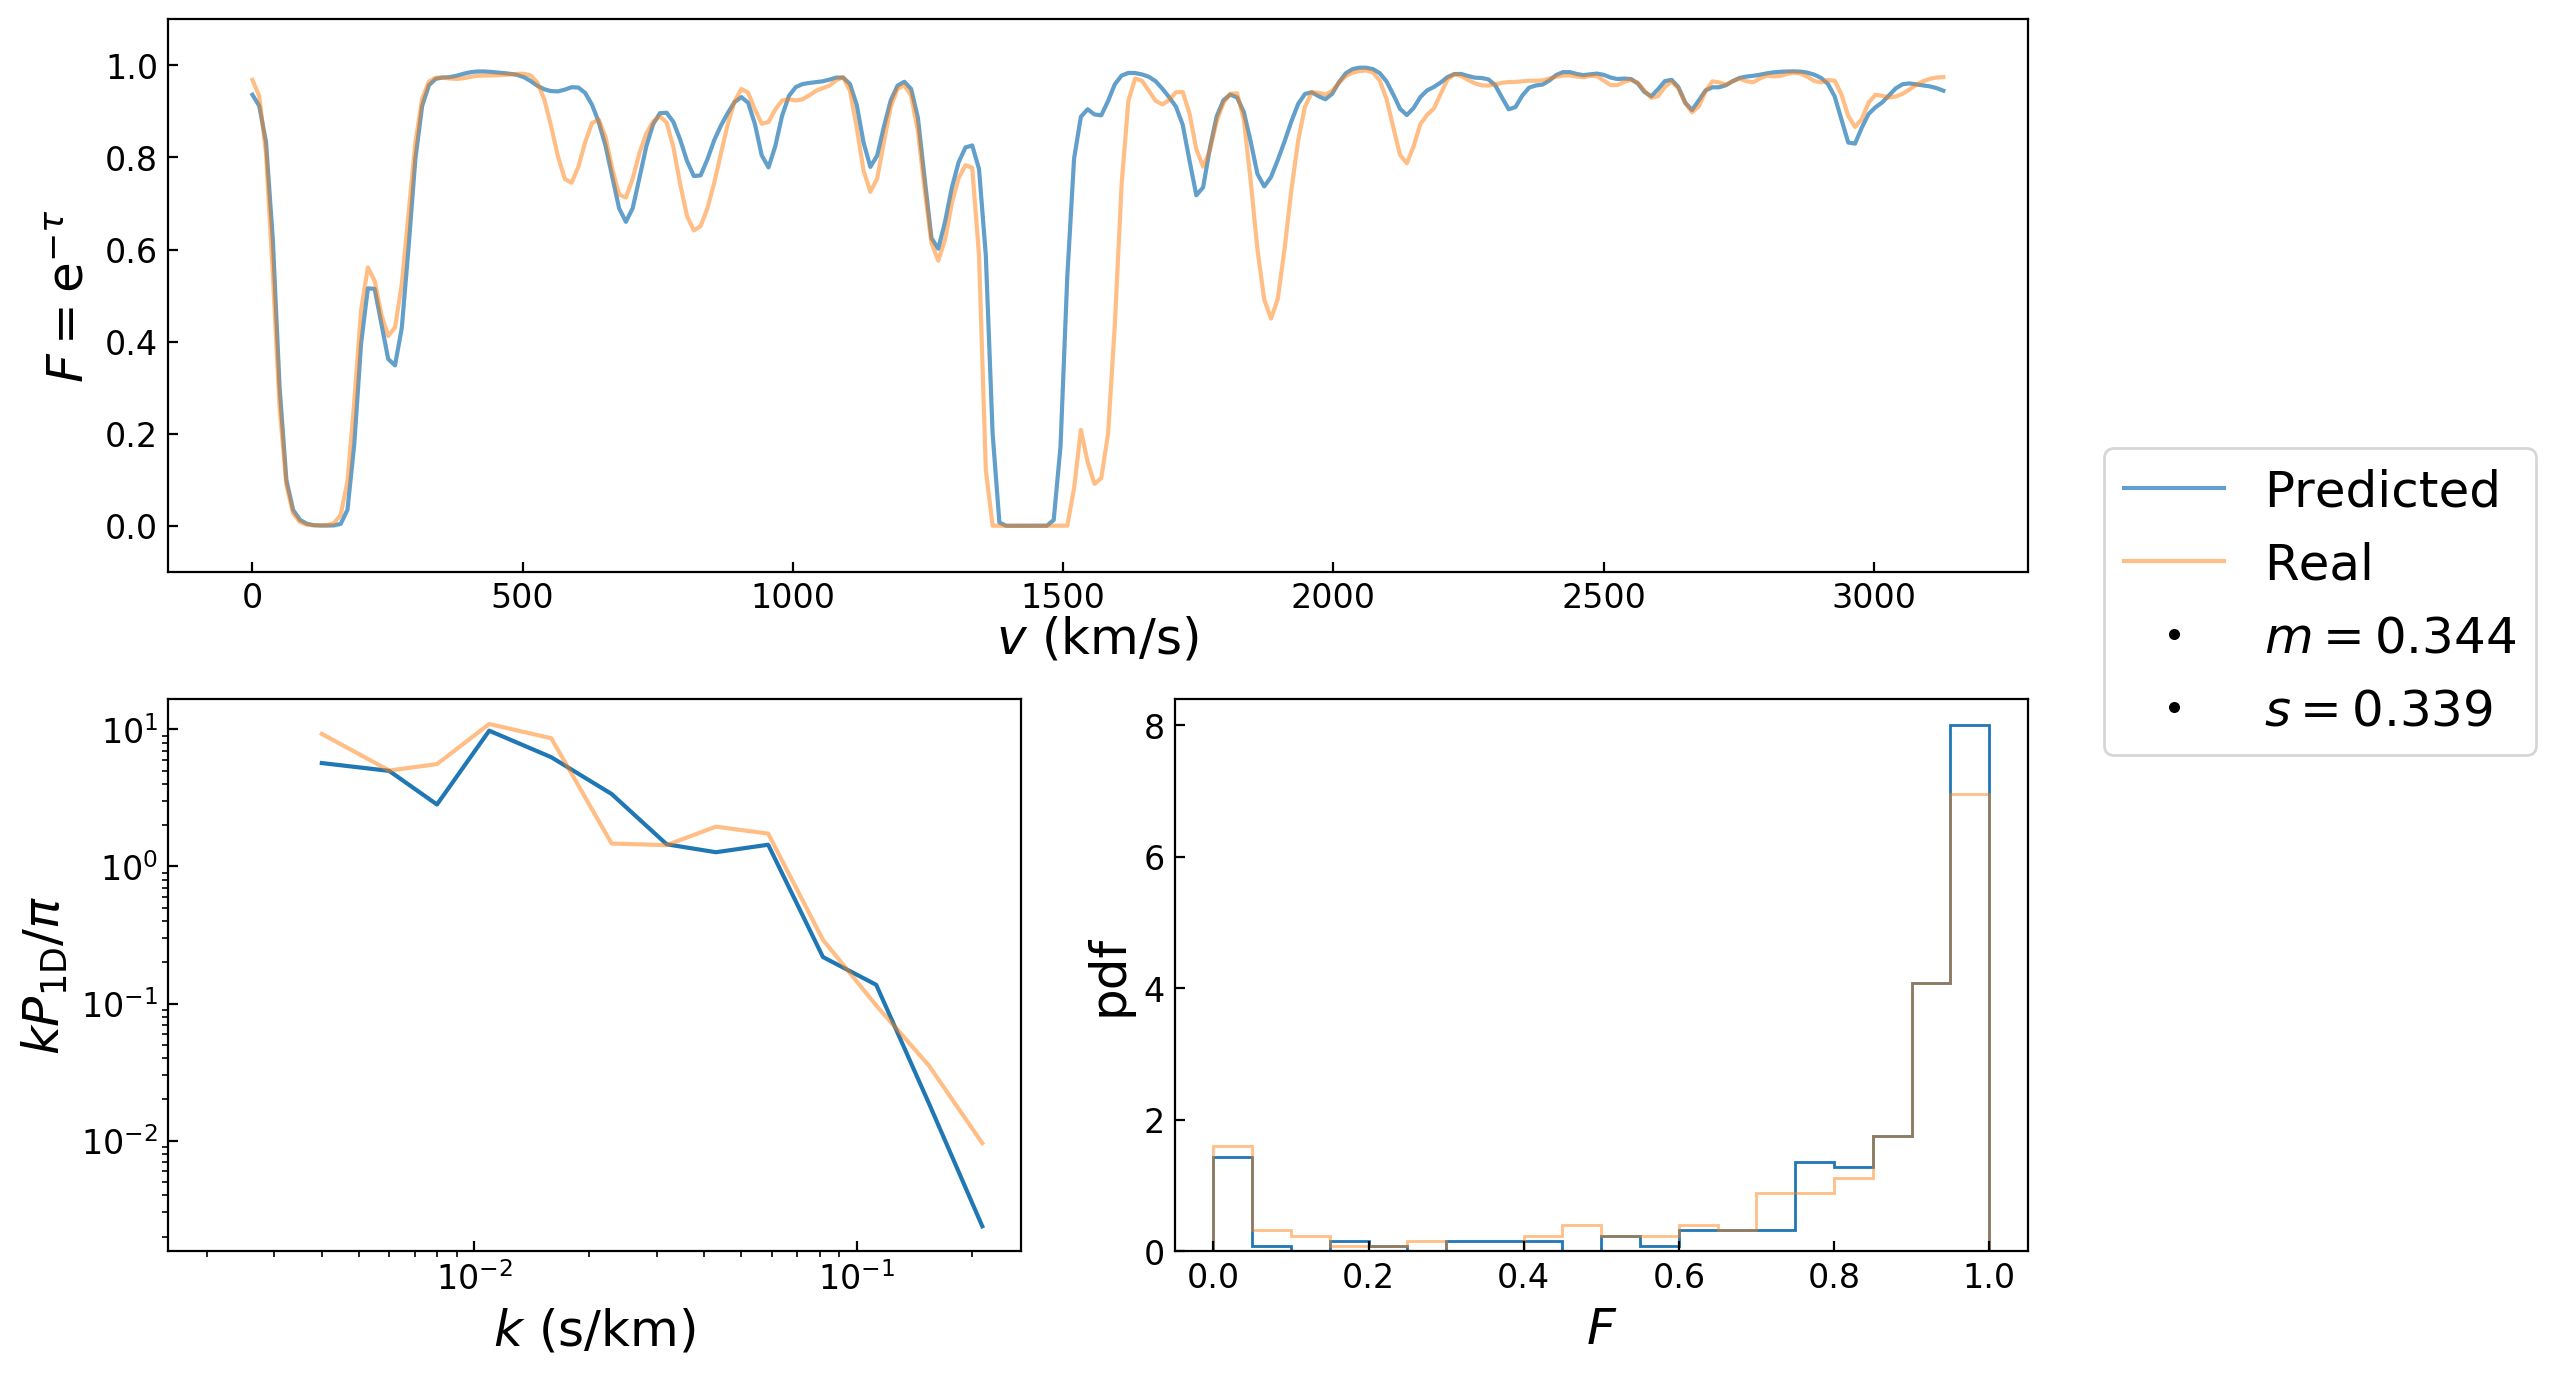 1.0
0.8
0.6
0.4
0.2
0.0
F = e^{−τ}
0 500 1000 1500 2000 2500 3000
v (km/s)
Predicted
Real
m = 0.344
s = 0.339
10^1
10^0
10^{−1}
10^{−2}
kP_{1D}/π
10^{−2} 10^{−1}
k (s/km)
8
6
4
2
0
pdf
0.0 0.2 0.4 0.6 0.8 1.0
F